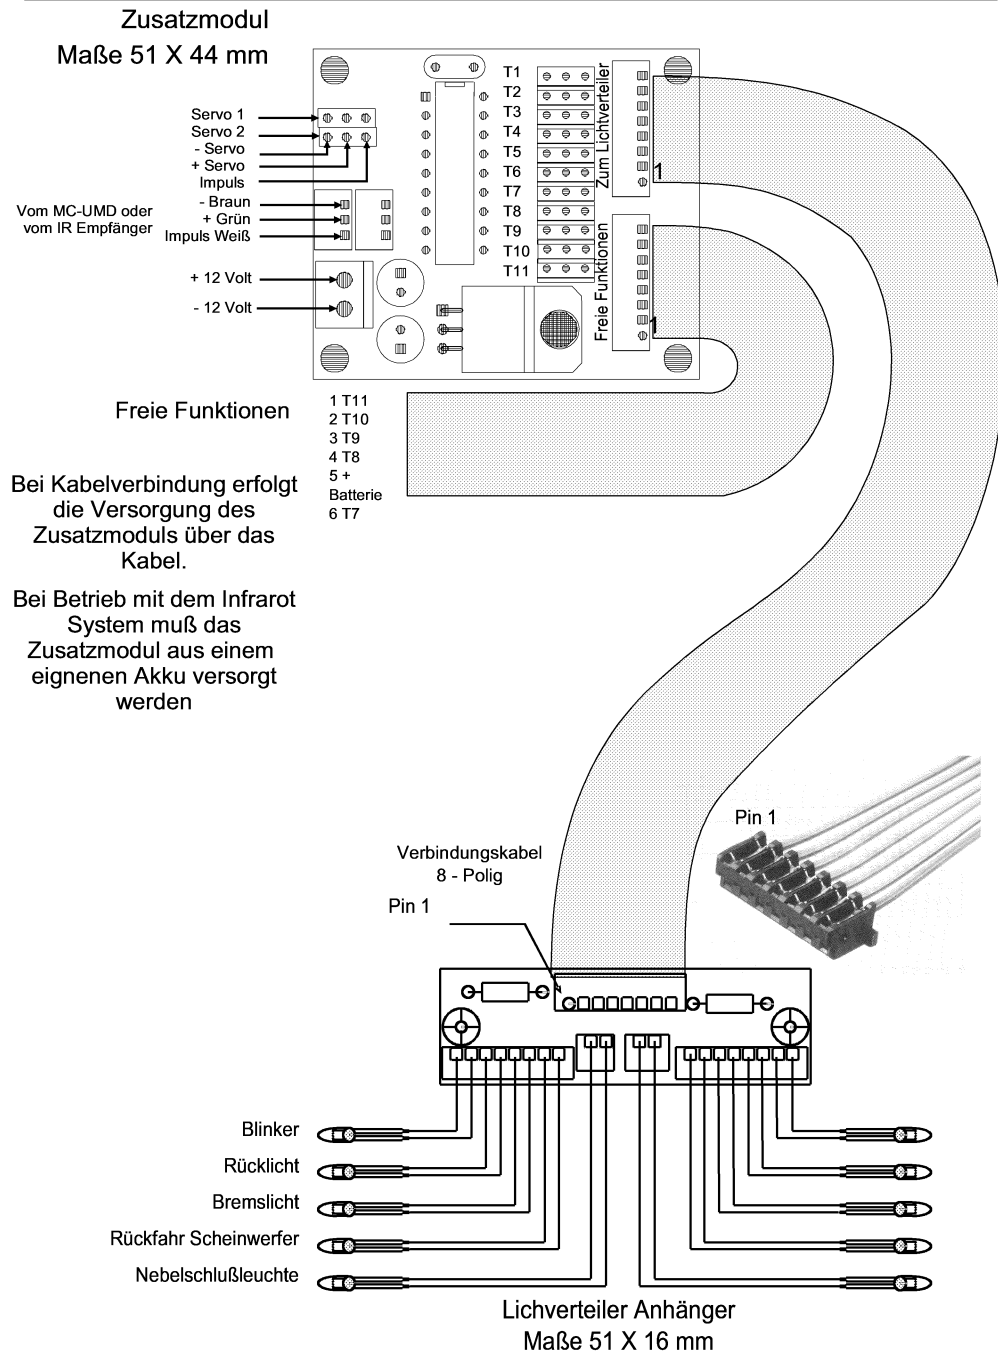 Zusatzmodul
Maße 51 X 44 mm
Servo 1
Servo 2
- Servo
+ Servo
Impuls
- Braun
+ Grün
Impuls Weiß
Vom MC-UMD oder
vom IR Empfänger
+ 12 Volt
- 12 Volt
T1
T2
T3
T4
T5
T6
T7
T8
T9
T10
T11
Zum Lichtverteiler
1
Freie Funktionen
1
Freie Funktionen
1 T11
2 T10
3 T9
4 T8
5 +
Batterie
6 T7
Bei Kabelverbindung erfolgt
die Versorgung des
Zusatzmoduls über das
Kabel.
Bei Betrieb mit dem Infrarot
System muß das
Zusatzmodul aus einem
eignenen Akku versorgt
werden
Pin 1
Verbindungskabel
8 - Polig
Pin 1
Blinker
Rücklicht
Bremslicht
Rückfahr Scheinwerfer
Nebelschlußleuchte
Lichverteiler Anhänger
Maße 51 X 16 mm